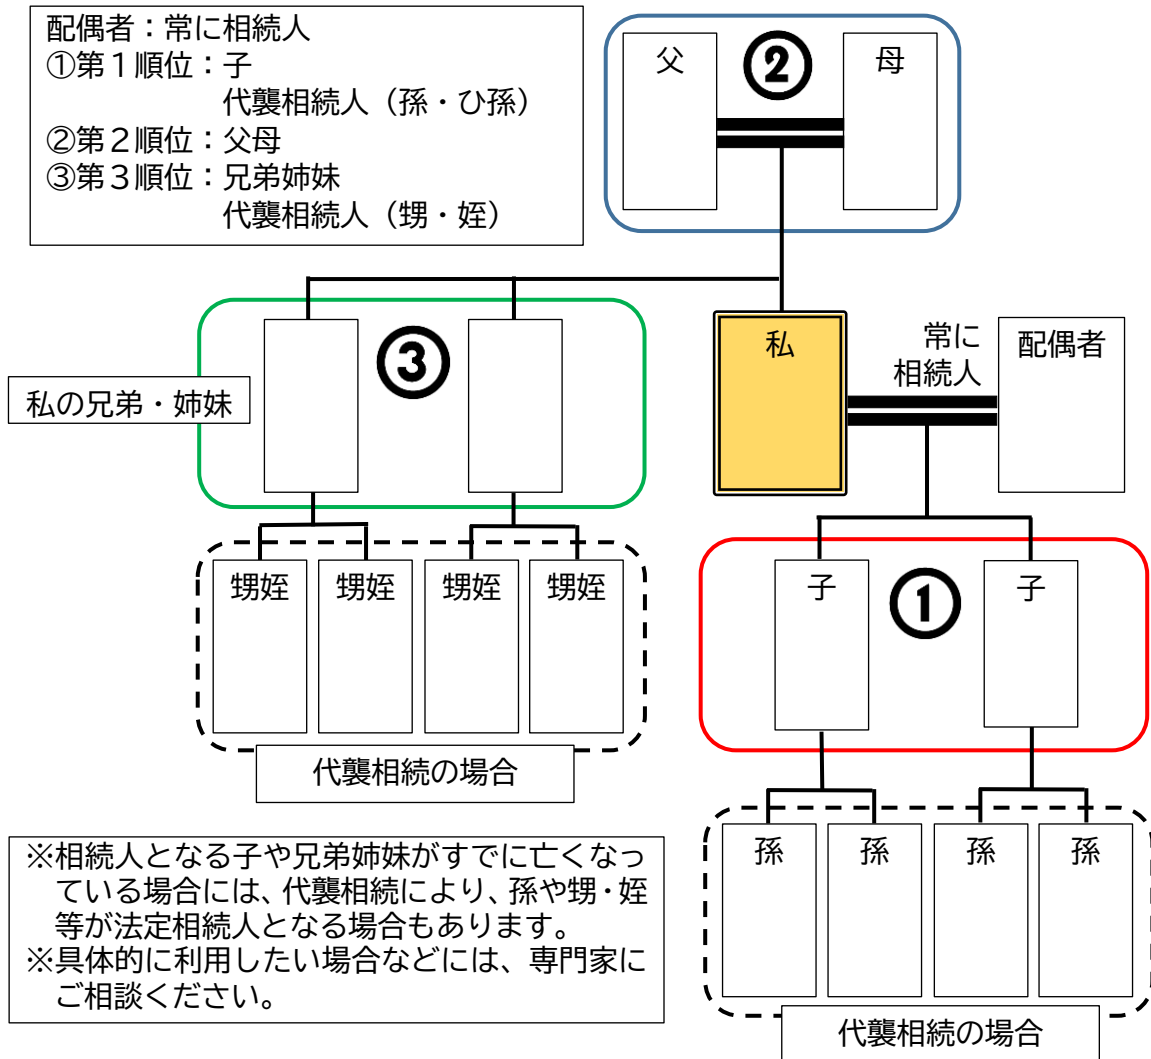 配偶者：常に相続人
①第１順位：子
代襲相続人（孫・ひ孫）
②第２順位：父母
③第３順位：兄弟姉妹
代襲相続人（甥・姪）
父
②
母
③
私の兄弟・姉妹
私
常に
相続人
配偶者
甥姪
甥姪
甥姪
甥姪
代襲相続の場合
子
①
子
孫
孫
孫
孫
代襲相続の場合
※相続人となる子や兄弟姉妹がすでに亡くなっ
ている場合には、代襲相続により、孫や甥・姪
等が法定相続人となる場合もあります。
※具体的に利用したい場合などには、専門家に
ご相談ください。